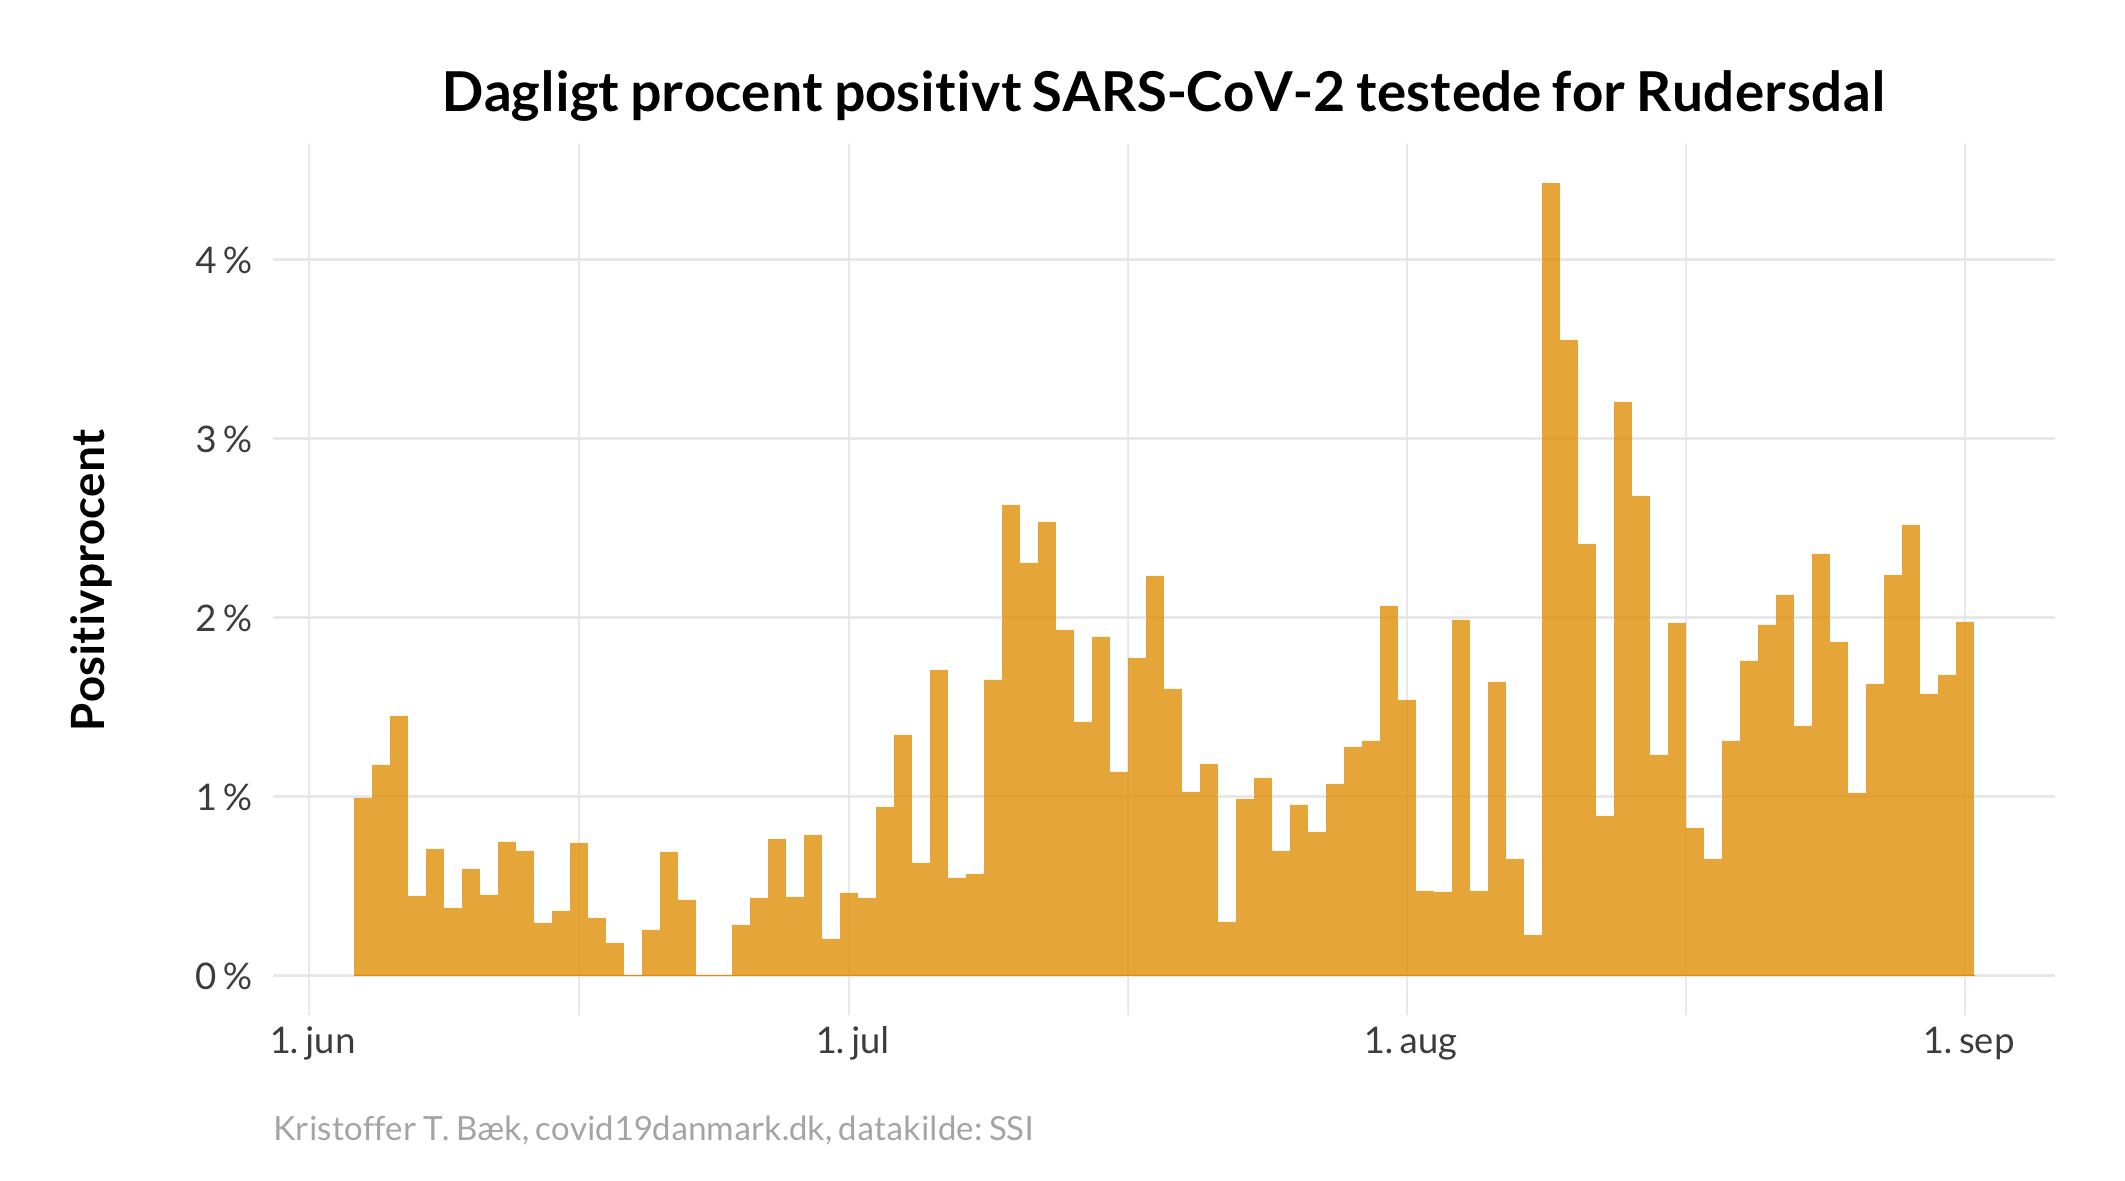 Dagligt procent positivt SARS-CoV-2 testede for Rudersdal
Positivprocent
4 %
3 %
2 %
1 %
0 %
1. jun
1. jul
1. aug
1. sep
Kristoffer T. Bæk, covid19danmark.dk, datakilde: SSI